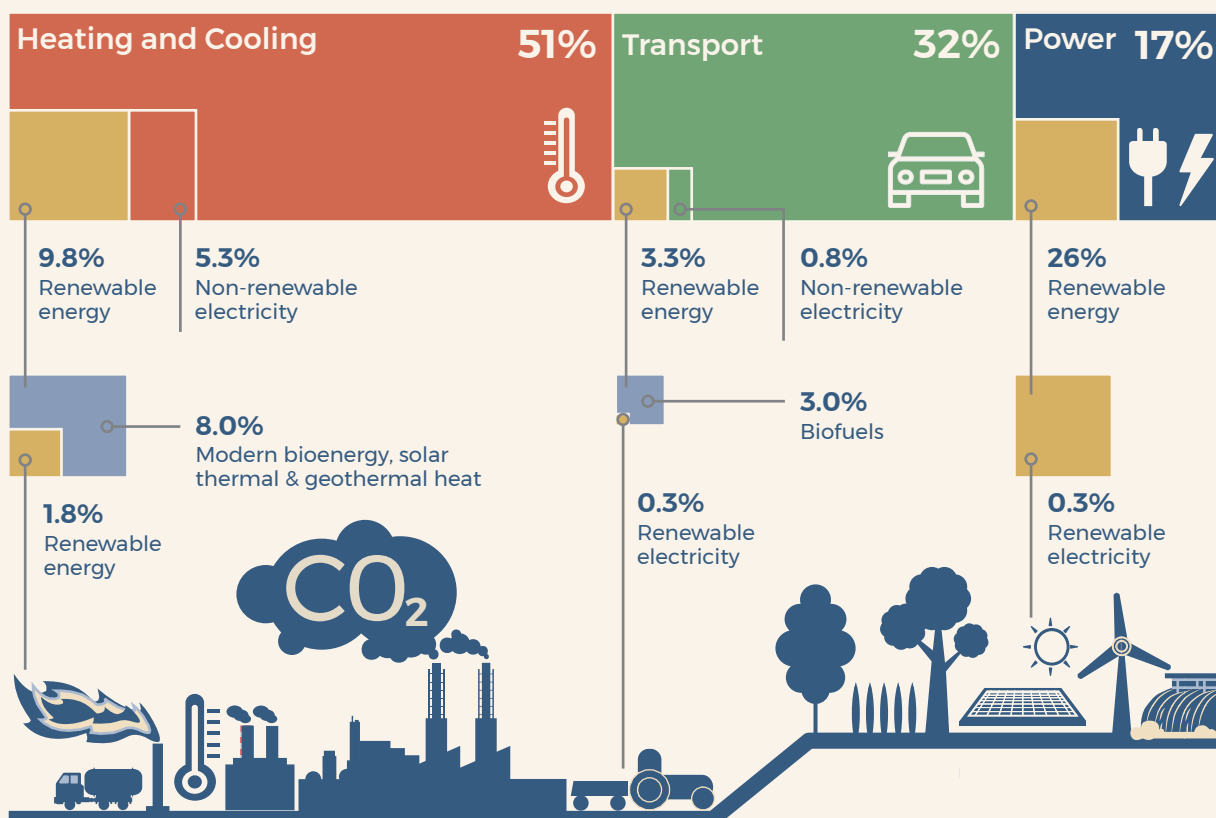 Heating and Cooling 51%
Transport 32%
Power 17%
9.8%
Renewable
energy
5.3%
Non-renewable
electricity
3.3%
Renewable
energy
0.8%
Non-renewable
electricity
26%
Renewable
energy
8.0%
Modern bioenergy, solar
thermal & geothermal heat
3.0%
Biofuels
1.8%
Renewable
energy
0.3%
Renewable
electricity
0.3%
Renewable
electricity
CO₂